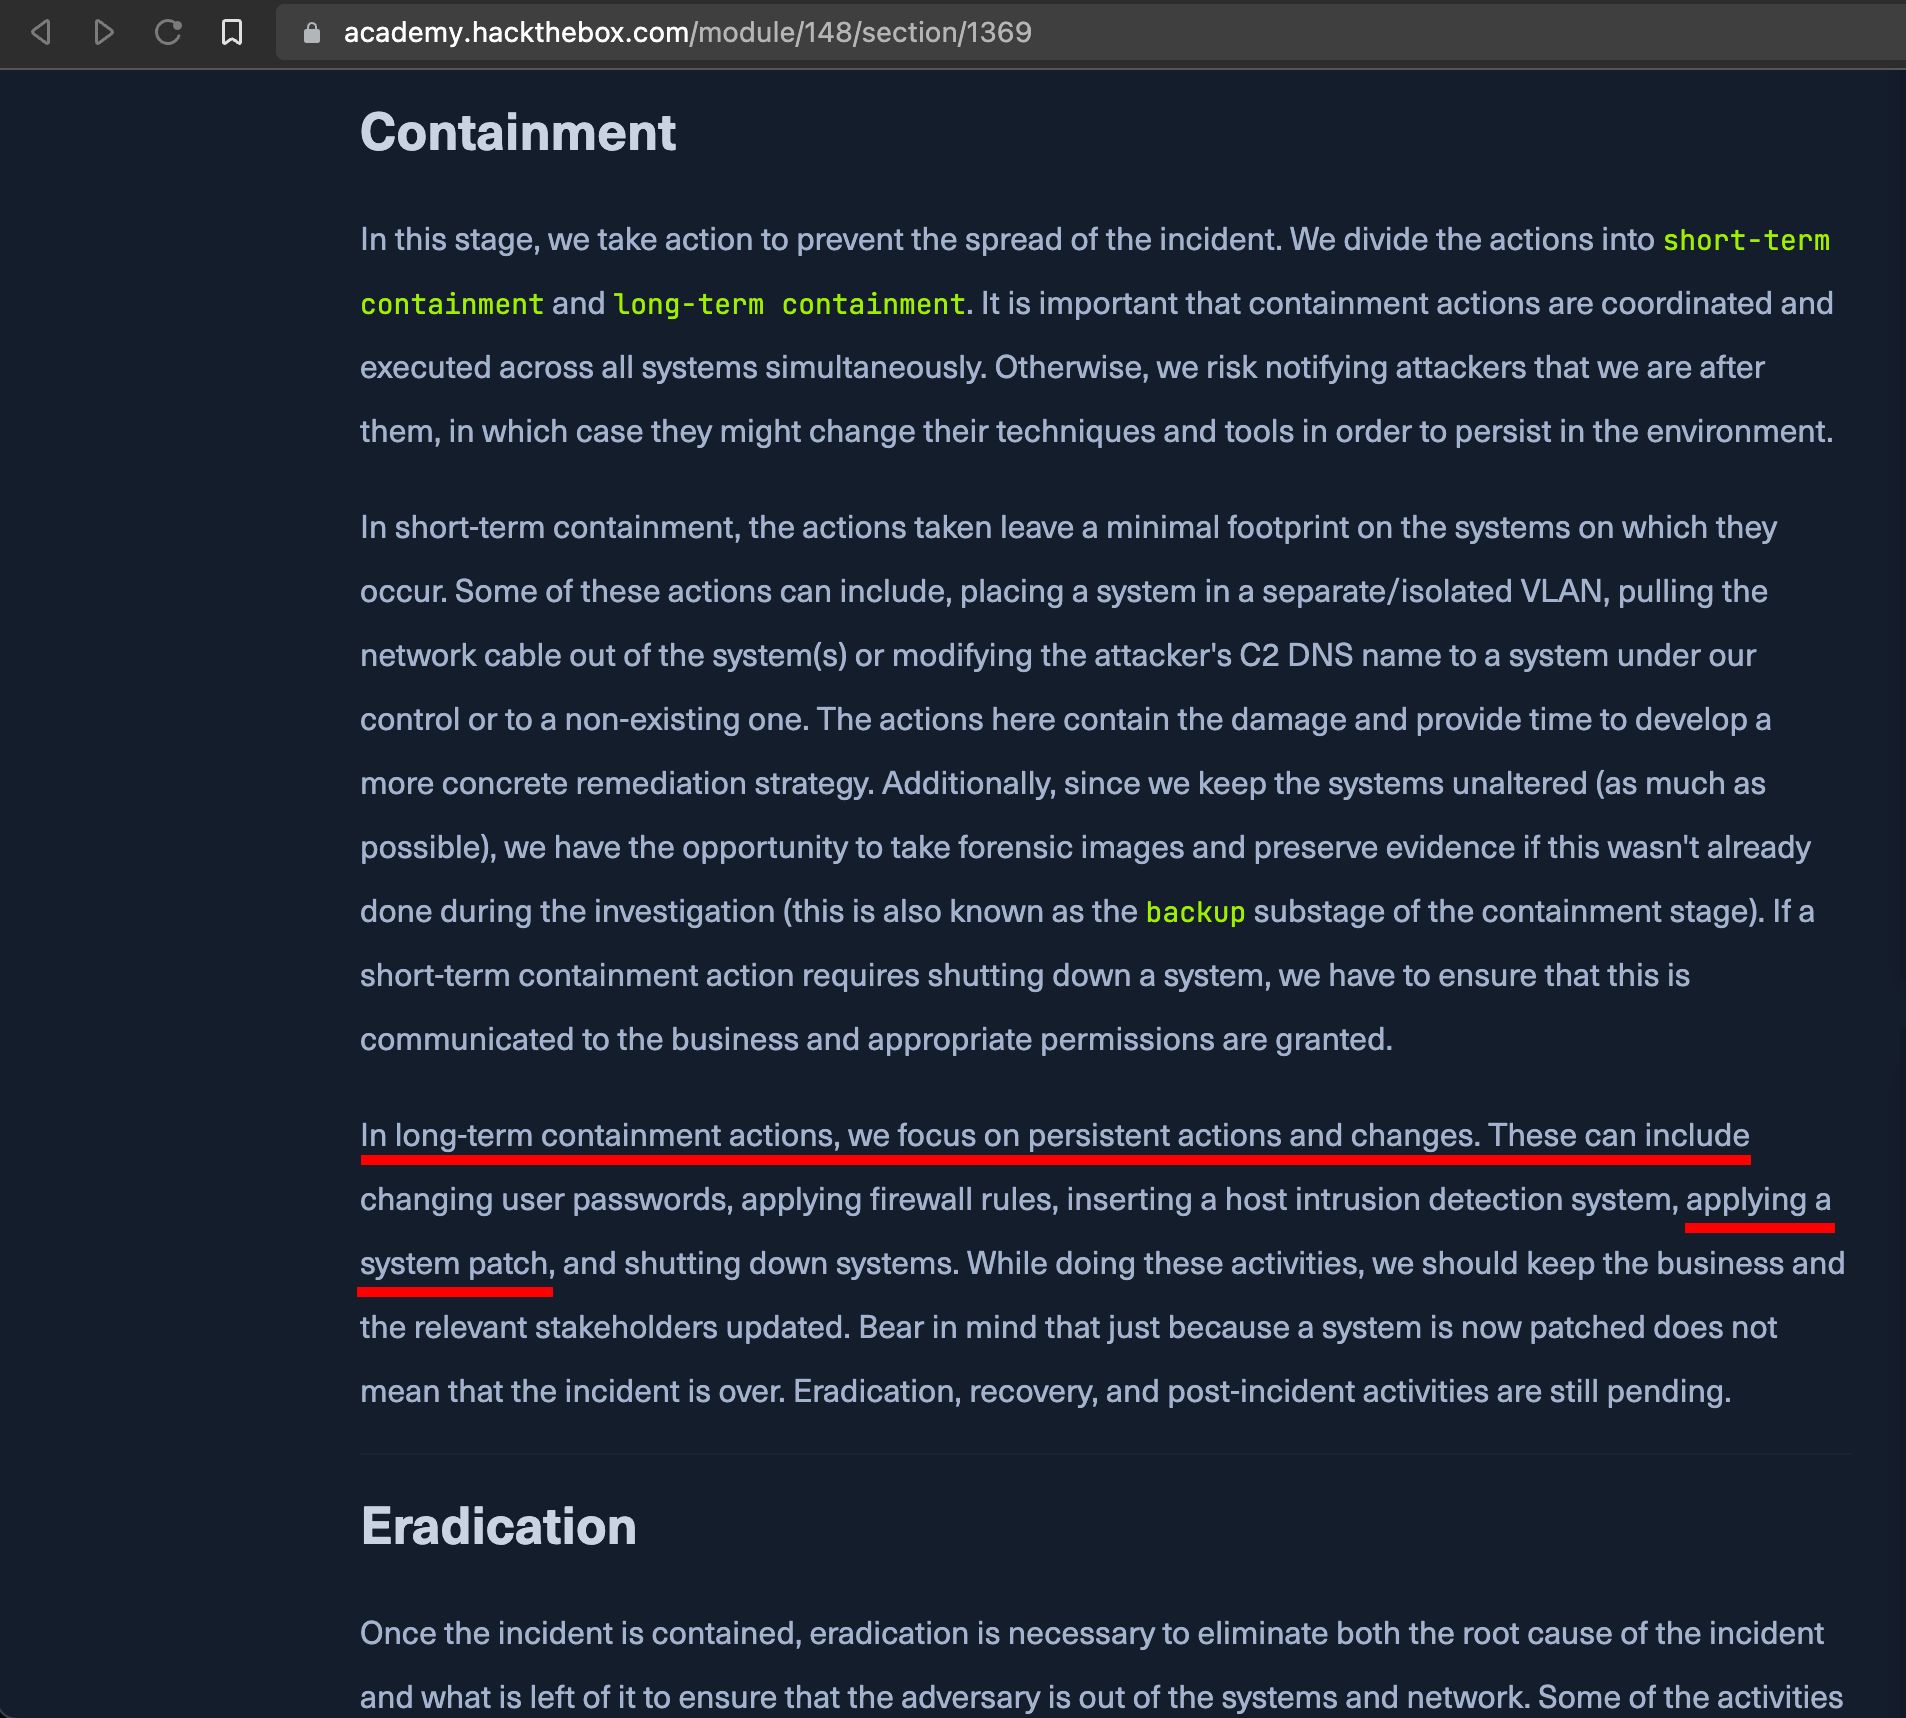 academy.hackthebox.com/module/148/section/1369
Containment
In this stage, we take action to prevent the spread of the incident. We divide the actions into short-term
containment and long-term containment. It is important that containment actions are coordinated and
executed across all systems simultaneously. Otherwise, we risk notifying attackers that we are after
them, in which case they might change their techniques and tools in order to persist in the environment.
In short-term containment, the actions taken leave a minimal footprint on the systems on which they
occur. Some of these actions can include, placing a system in a separate/isolated VLAN, pulling the
network cable out of the system(s) or modifying the attacker's C2 DNS name to a system under our
control or to a non-existing one. The actions here contain the damage and provide time to develop a
more concrete remediation strategy. Additionally, since we keep the systems unaltered (as much as
possible), we have the opportunity to take forensic images and preserve evidence if this wasn't already
done during the investigation (this is also known as the backup substage of the containment stage). If a
short-term containment action requires shutting down a system, we have to ensure that this is
communicated to the business and appropriate permissions are granted.
In long-term containment actions, we focus on persistent actions and changes. These can include
changing user passwords, applying firewall rules, inserting a host intrusion detection system, applying a
system patch, and shutting down systems. While doing these activities, we should keep the business and
the relevant stakeholders updated. Bear in mind that just because a system is now patched does not
mean that the incident is over. Eradication, recovery, and post-incident activities are still pending.
Eradication
Once the incident is contained, eradication is necessary to eliminate both the root cause of the incident
and what is left of it to ensure that the adversary is out of the systems and network. Some of the activities